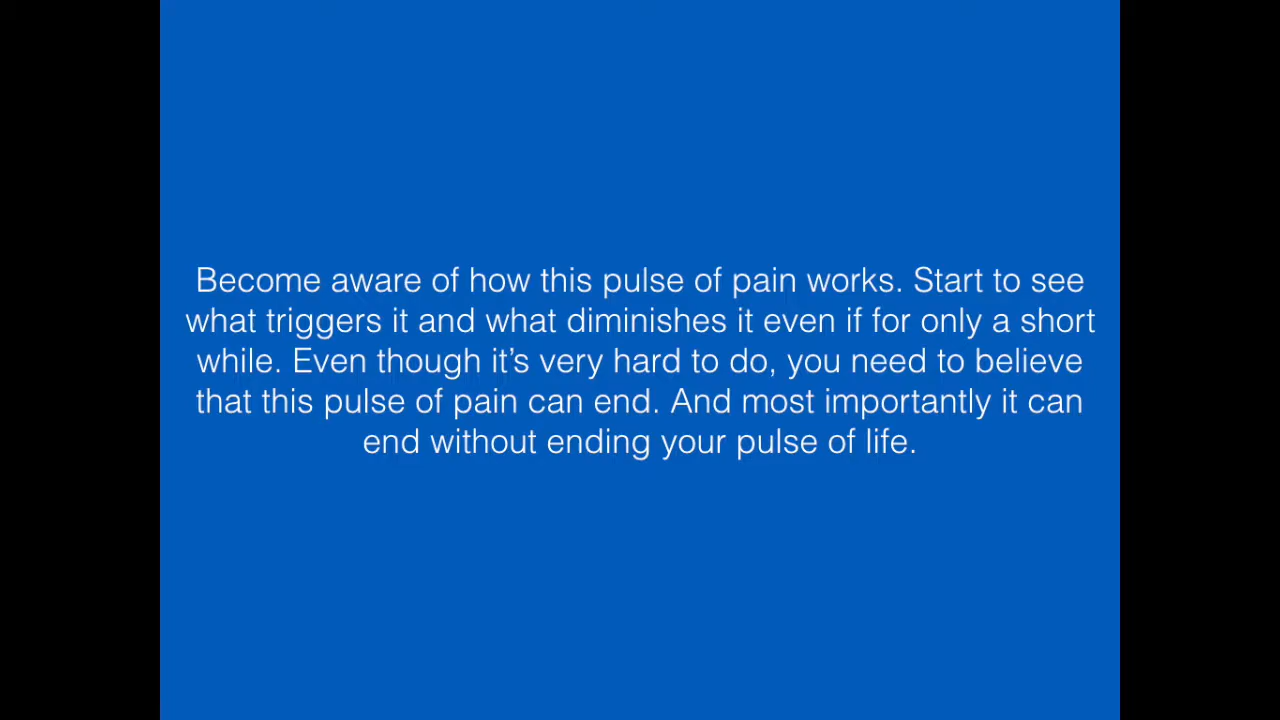 Become aware of how this pulse of pain works. Start to see
what triggers it and what diminishes it even if for only a short
while. Even though it’s very hard to do, you need to believe
that this pulse of pain can end. And most importantly it can
end without ending your pulse of life.